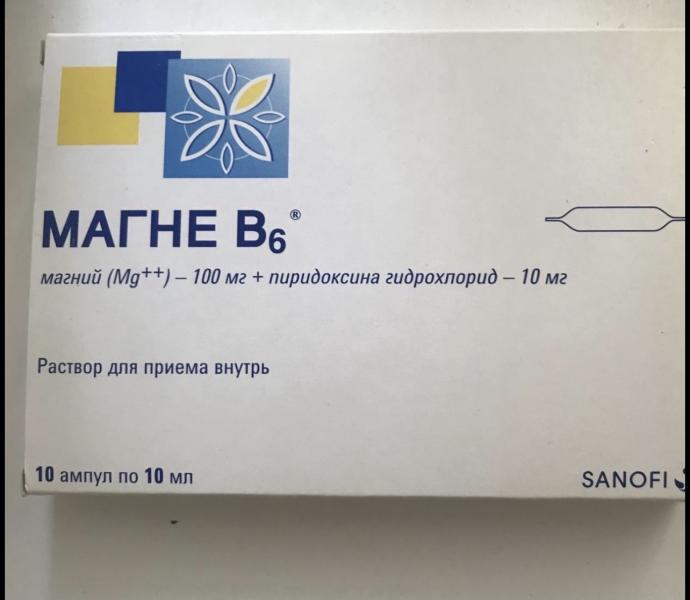 МАГНЕ В6®
магний (Mg++) – 100 мг + пиридоксина гидрохлорид – 10 мг
Раствор для приема внутрь
10 ампул по 10 мл
SANOFI